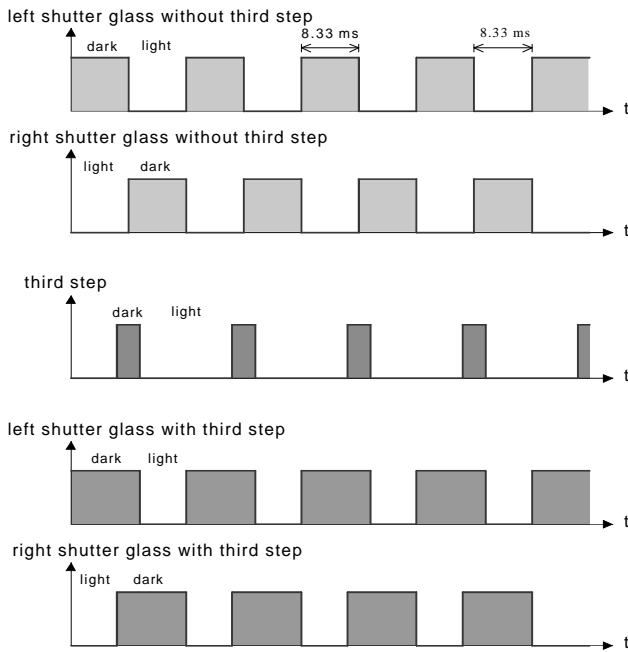 left shutter glass without third step
dark light 8.33 ms 8.33 ms
t
right shutter glass without third step
light dark
t
third step
dark light
t
left shutter glass with third step
dark light
t
right shutter glass with third step
light dark
t